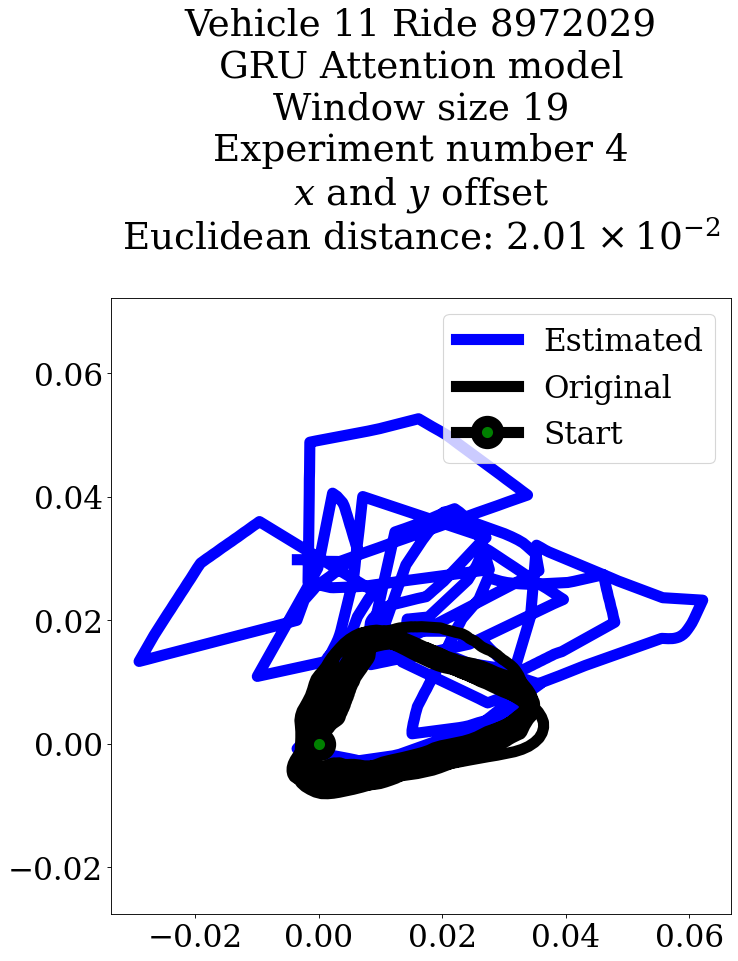 Vehicle 11 Ride 8972029
GRU Attention model
Window size 19
Experiment number 4
x and y offset
Euclidean distance: 2.01 × 10⁻²
Estimated
Original
Start
0.06
0.04
0.02
0.00
−0.02
−0.02 0.00 0.02 0.04 0.06